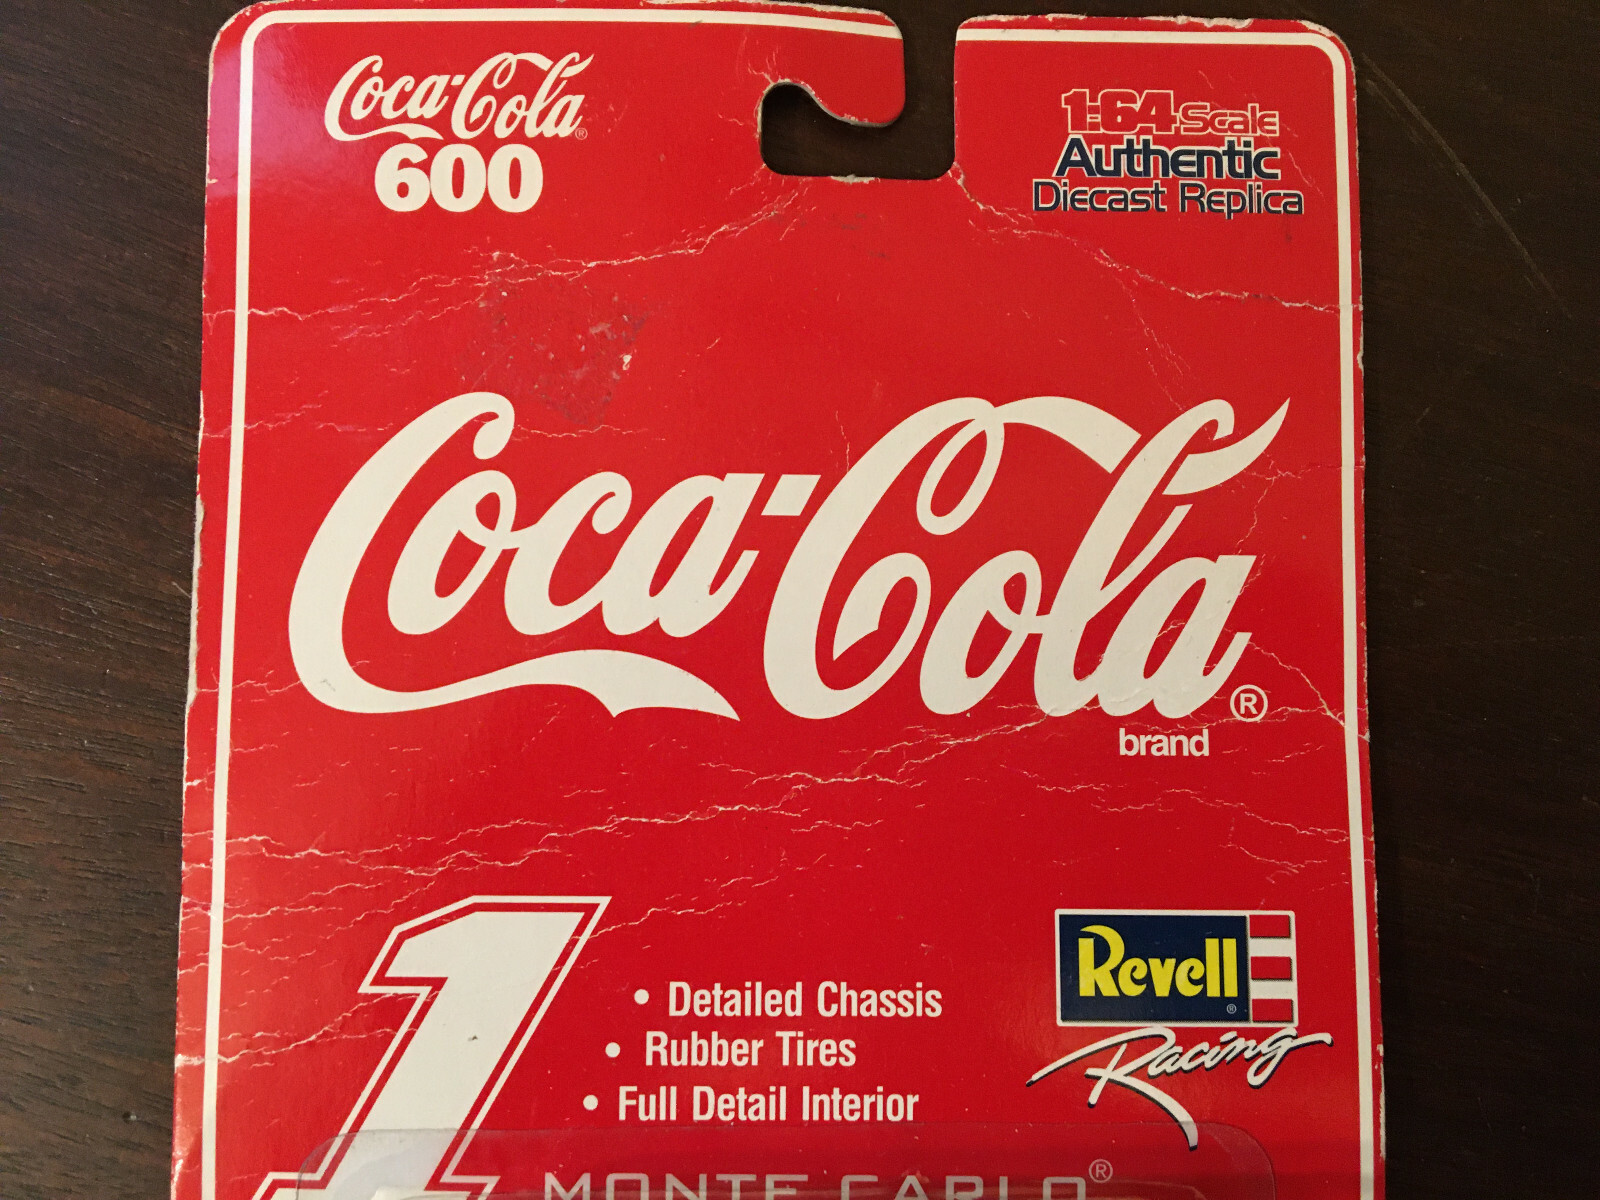 Coca-Cola®
600
1:64 Scale
Authentic
Diecast Replica
Coca-Cola®
brand
1
• Detailed Chassis
• Rubber Tires
• Full Detail Interior
Revell®
Racing
MONTE CARLO®